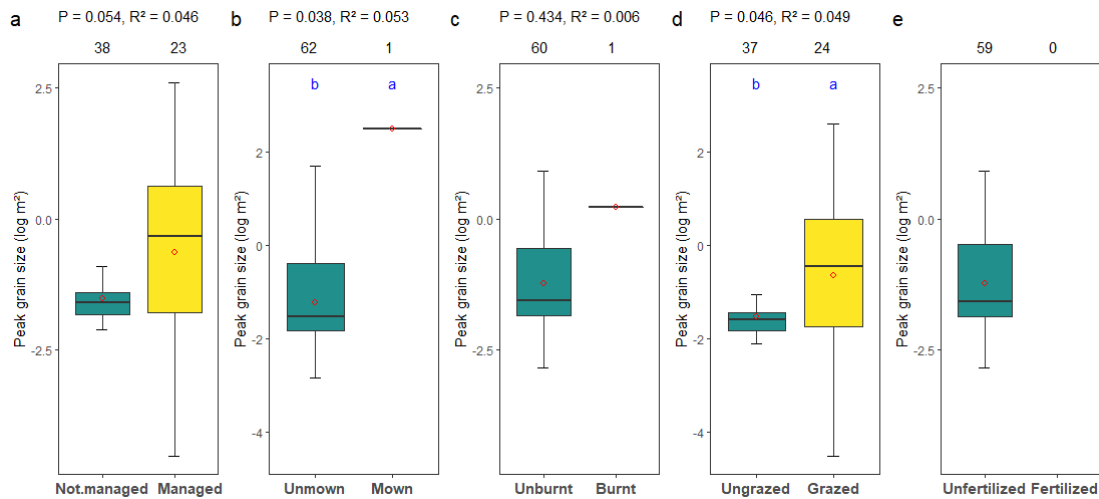 a
P = 0.054, R² = 0.046
38 23
Peak grain size (log m²)
2.5
0.0
-2.5
Not.managed Managed
b
P = 0.038, R² = 0.053
62 1
b a
Peak grain size (log m²)
2
0
-2
-4
Unmown Mown
c
P = 0.434, R² = 0.006
60 1
Peak grain size (log m²)
2.5
0.0
-2.5
Unburnt Burnt
d
P = 0.046, R² = 0.049
37 24
b a
Peak grain size (log m²)
2
0
-2
-4
Ungrazed Grazed
e
59 0
Peak grain size (log m²)
2.5
0.0
-2.5
Unfertilized Fertilized